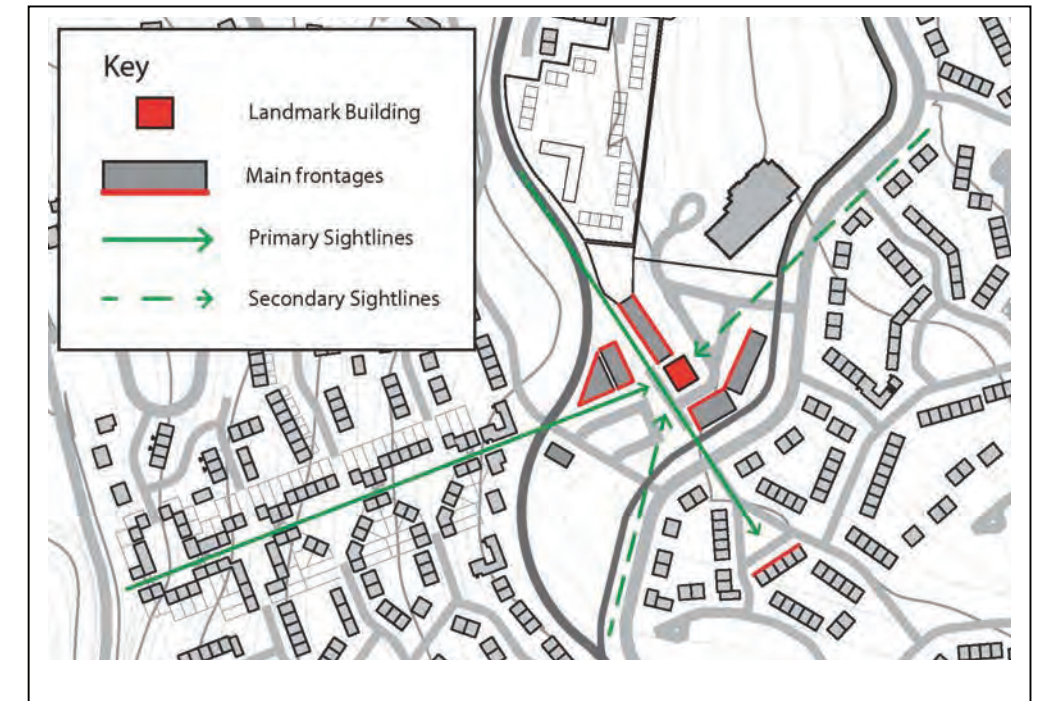 Key
Landmark Building
Main frontages
Primary Sightlines
Secondary Sightlines